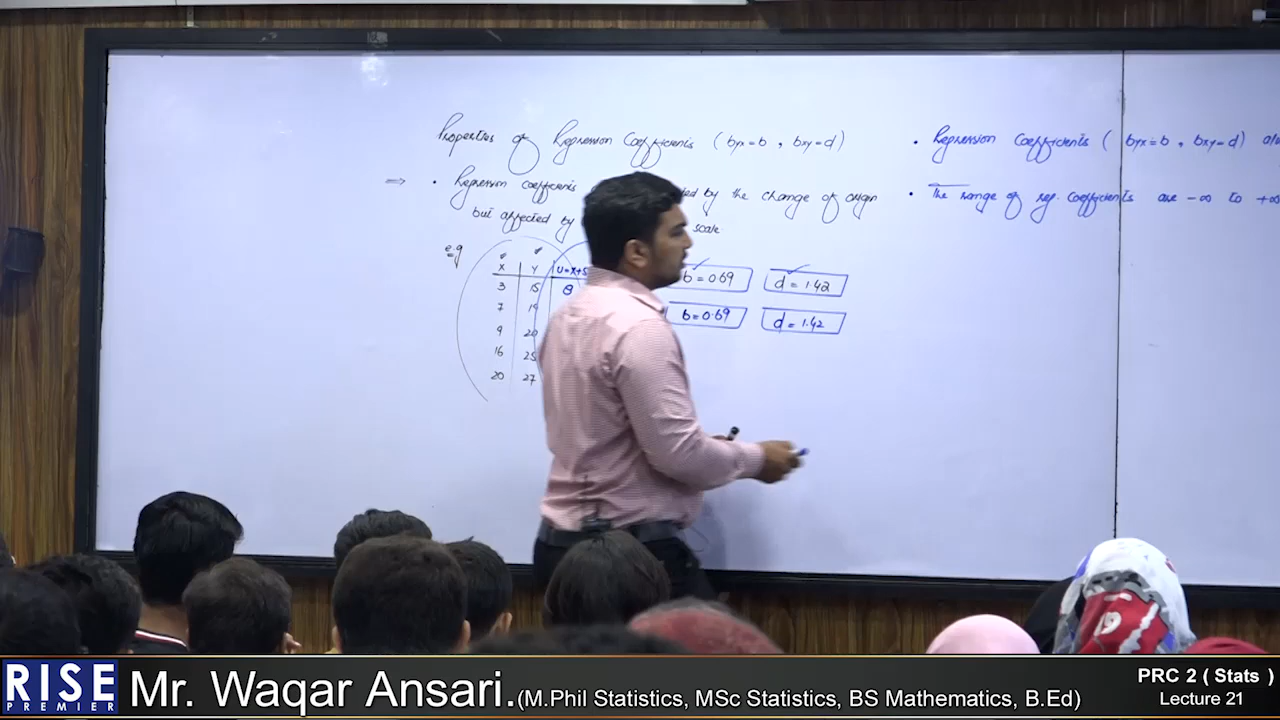 Properties of Regression Coefficients ( byx = b , bxy = d )
⇒ • Regression coefficients by the change of origin
but affected by scale
e.g
X Y U=X+5
3 15 8
7 19
9 20
16 25
20 27
b = 0.69 d = 1.42
b = 0.69 d = 1.42
• Regression Coefficients ( byx = b , bxy = d )
• The range of reg. coefficients are -∞ to +∞
RISE
PREMIER
Mr. Waqar Ansari.(M.Phil Statistics, MSc Statistics, BS Mathematics, B.Ed)
PRC 2 ( Stats )
Lecture 21